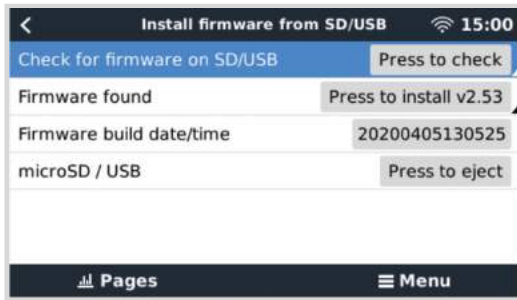 Install firmware from SD/USB 15:00
Check for firmware on SD/USB Press to check
Firmware found Press to install v2.53
Firmware build date/time 20200405130525
microSD / USB Press to eject
Pages Menu